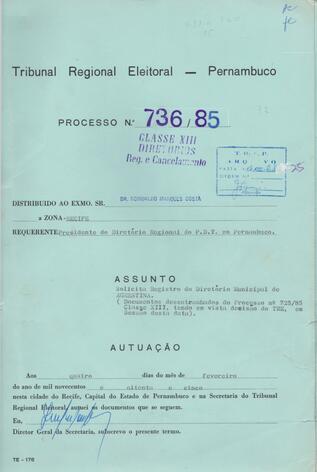 Tribunal Regional Eleitoral — Pernambuco
PROCESSO N.º 736/85
CLASSE XIII
DIRETORIOS
Reg. e Cancelamento
T. R. E. P.
ARQUIVO
DISTRIBUIDO AO EXMO. SR. DR. ROMUALDO MARQUES COSTA
a ZONA-RECIFE
REQUERENTE Presidente do Diretório Regional do P.D.T. em Pernambuco.
ASSUNTO
Solicita Registro do Diretório Municipal de
AUGUSTINA.
( Documentos desentranhados do Processo nº 725/85
Classe XIII, tendo em vista decisão do TRE, em
Sessão desta data).
AUTUAÇÃO
Aos quatro dias do mês de fevereiro
do ano de mil novecentos e oitenta e cinco
nesta cidade do Recife, Capital do Estado de Pernambuco e na Secretaria do Tribunal
Regional Eleitoral, autuei os documentos que se seguem.
Eu,
Diretor Geral da Secretaria, subscrevo o presente termo.
TE - 176